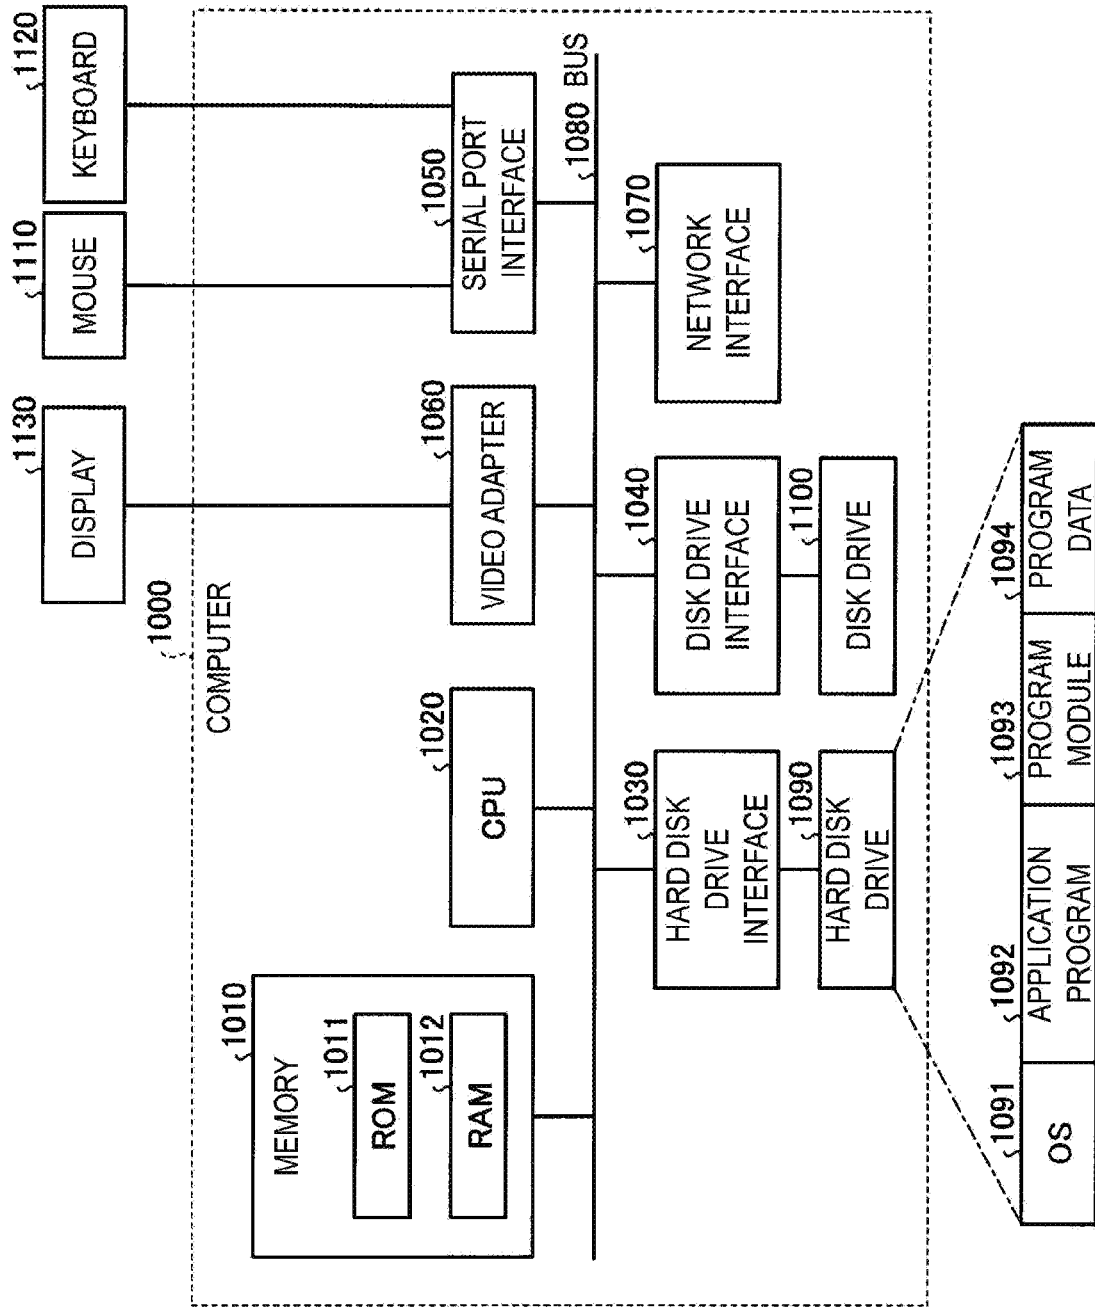 1000
COMPUTER
1010
MEMORY
1011
ROM
1012
RAM
1020
CPU
1130
DISPLAY
1060
VIDEO ADAPTER
1110
MOUSE
1120
KEYBOARD
1050
SERIAL PORT
INTERFACE
1080 BUS
1030
HARD DISK
DRIVE
INTERFACE
1090
HARD DISK
DRIVE
1040
DISK DRIVE
INTERFACE
1100
DISK DRIVE
1070
NETWORK
INTERFACE
1091
OS
1092
APPLICATION
PROGRAM
1093
PROGRAM
MODULE
1094
PROGRAM
DATA